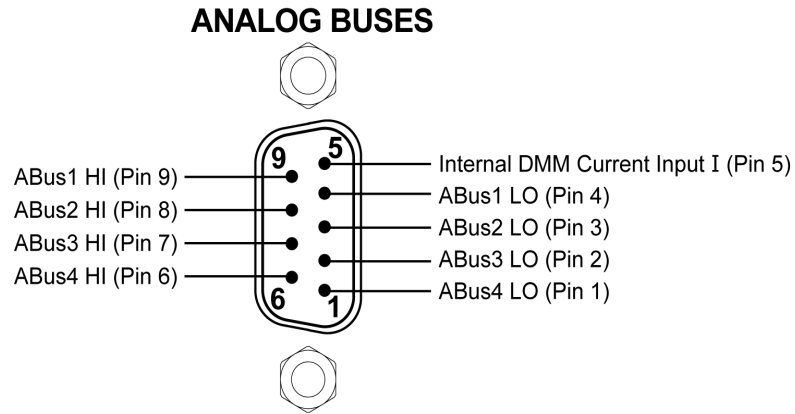 ANALOG BUSES
9
5
ABus1 HI (Pin 9)
ABus2 HI (Pin 8)
ABus3 HI (Pin 7)
ABus4 HI (Pin 6)
Internal DMM Current Input I (Pin 5)
ABus1 LO (Pin 4)
ABus2 LO (Pin 3)
ABus3 LO (Pin 2)
ABus4 LO (Pin 1)
6
1